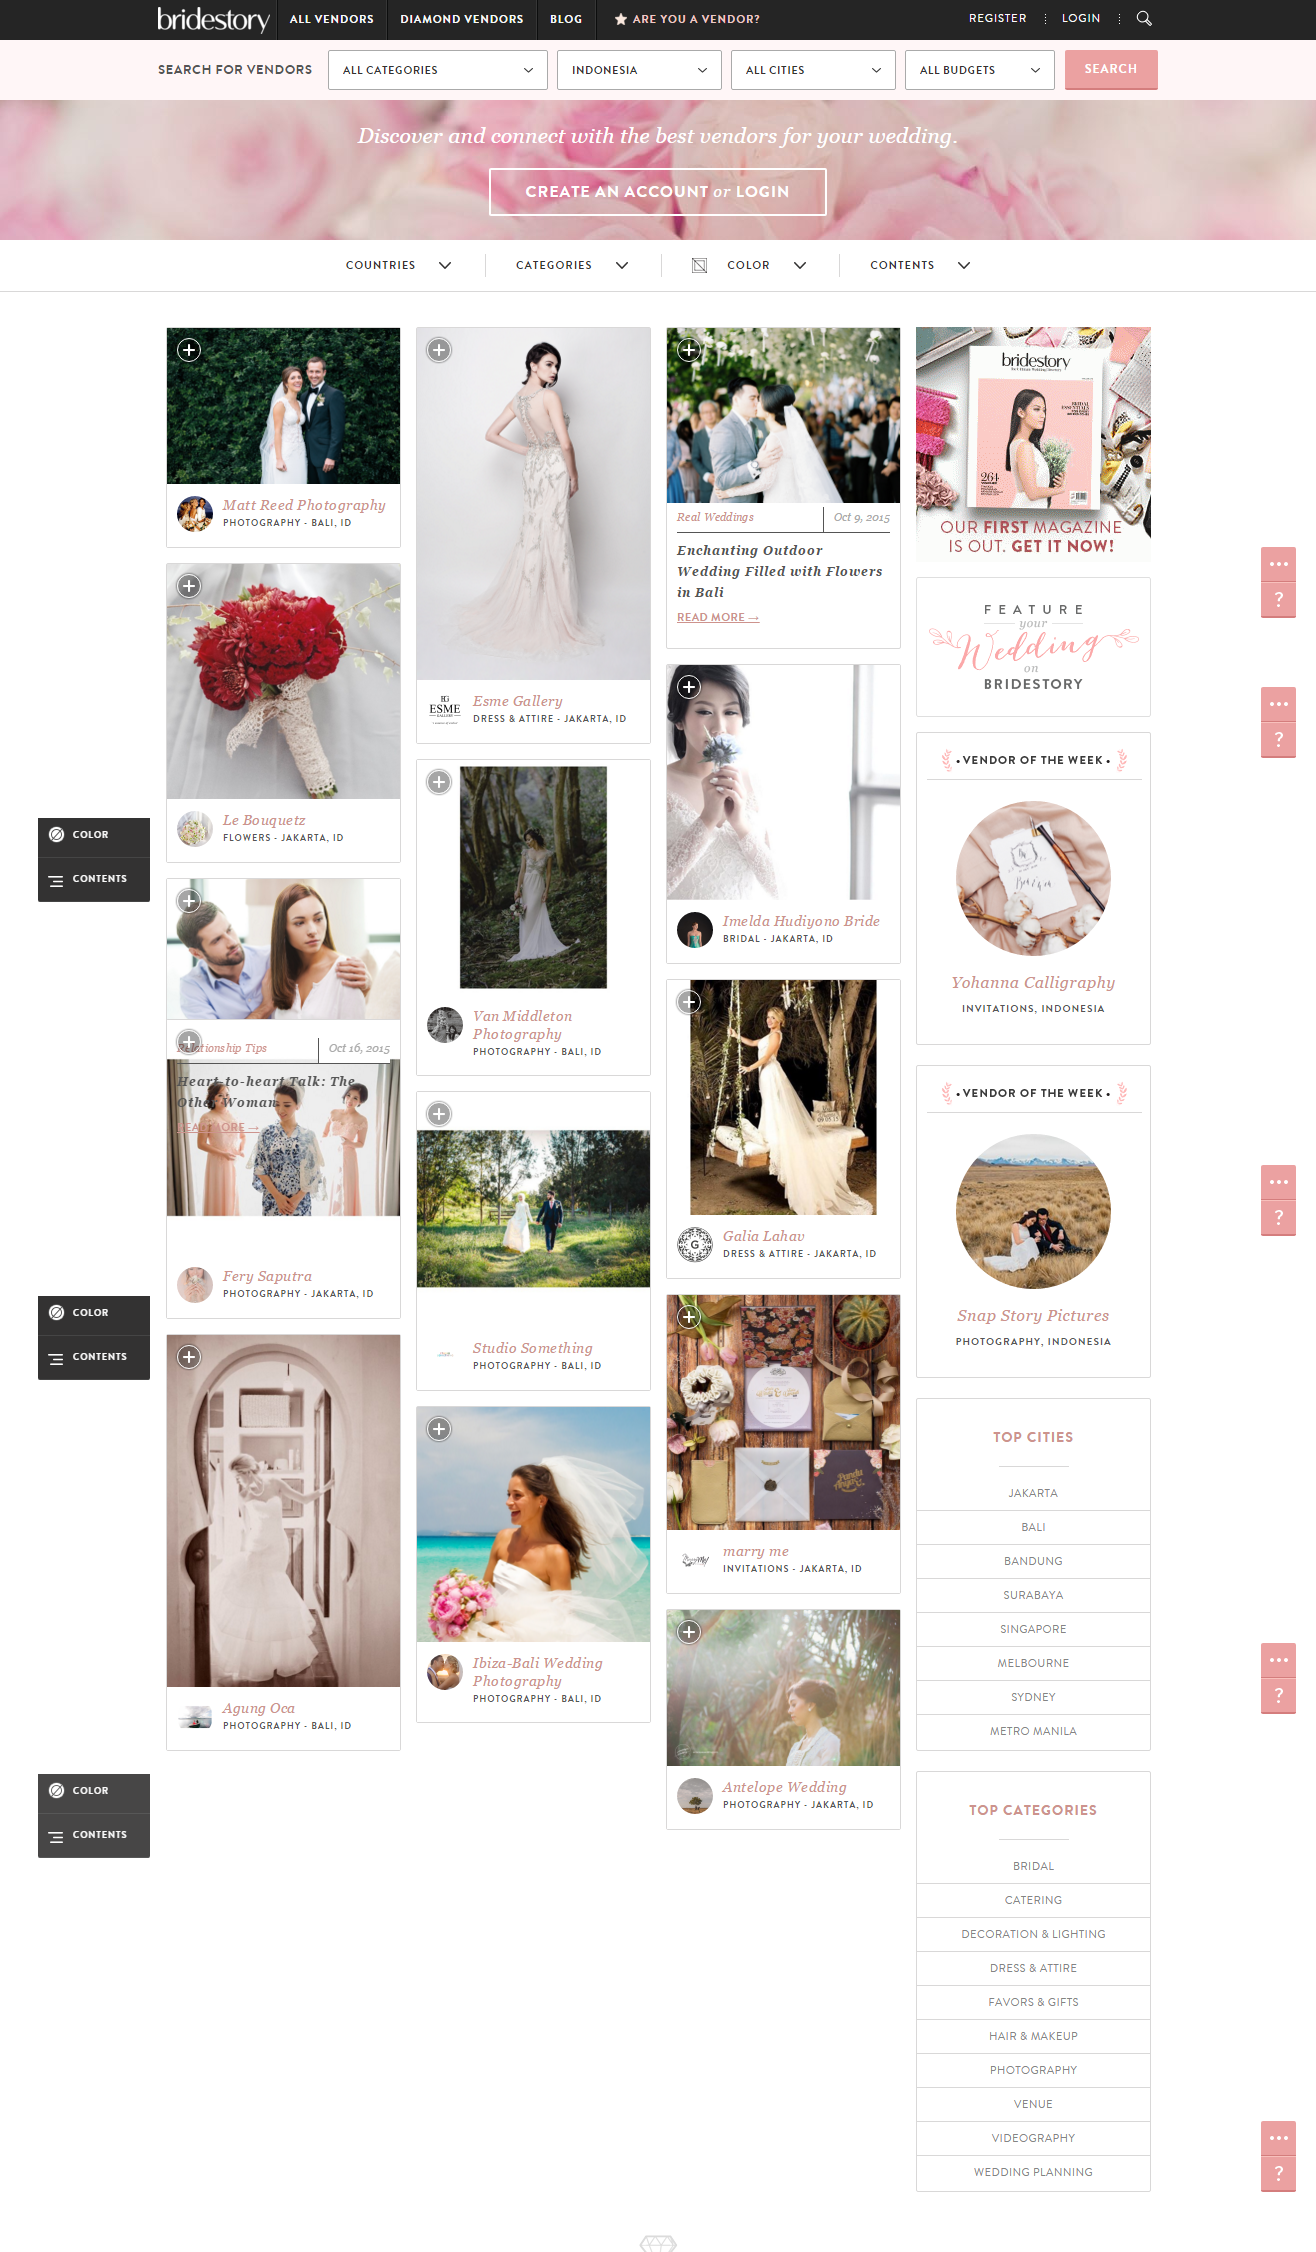 bridestory
ALL VENDORS
DIAMOND VENDORS
BLOG
ARE YOU A VENDOR?
REGISTER
LOGIN
SEARCH FOR VENDORS
ALL CATEGORIES
INDONESIA
ALL CITIES
ALL BUDGETS
SEARCH
Discover and connect with the best vendors for your wedding.
CREATE AN ACCOUNT or LOGIN
COUNTRIES
CATEGORIES
COLOR
CONTENTS
Matt Reed Photography
PHOTOGRAPHY - BALI, ID
Le Bouquetz
FLOWERS - JAKARTA, ID
Relationship Tips
Oct 16, 2015
Heart-to-heart Talk: The
Other Woman
READ MORE →
Fery Saputra
PHOTOGRAPHY - JAKARTA, ID
Agung Oca
PHOTOGRAPHY - BALI, ID
EG
ESME
GALLERY
Esme Gallery
DRESS & ATTIRE - JAKARTA, ID
Van Middleton
Photography
PHOTOGRAPHY - BALI, ID
Studio Something
PHOTOGRAPHY - BALI, ID
Ibiza-Bali Wedding
Photography
PHOTOGRAPHY - BALI, ID
Real Weddings
Oct 9, 2015
Enchanting Outdoor
Wedding Filled with Flowers
in Bali
READ MORE →
Imelda Hudiyono Bride
BRIDAL - JAKARTA, ID
G
Galia Lahav
DRESS & ATTIRE - JAKARTA, ID
marry me
INVITATIONS - JAKARTA, ID
Antelope Wedding
PHOTOGRAPHY - JAKARTA, ID
bridestory
BRIDAL
ESSENTIALS
264
OUR FIRST MAGAZINE
IS OUT. GET IT NOW!
FEATURE
your
Wedding
on
BRIDESTORY
• VENDOR OF THE WEEK •
Yohanna Calligraphy
INVITATIONS, INDONESIA
• VENDOR OF THE WEEK •
Snap Story Pictures
PHOTOGRAPHY, INDONESIA
TOP CITIES
JAKARTA
BALI
BANDUNG
SURABAYA
SINGAPORE
MELBOURNE
SYDNEY
METRO MANILA
TOP CATEGORIES
BRIDAL
CATERING
DECORATION & LIGHTING
DRESS & ATTIRE
FAVORS & GIFTS
HAIR & MAKEUP
PHOTOGRAPHY
VENUE
VIDEOGRAPHY
WEDDING PLANNING
COLOR
CONTENTS
COLOR
CONTENTS
COLOR
CONTENTS
?
?
?
?
?